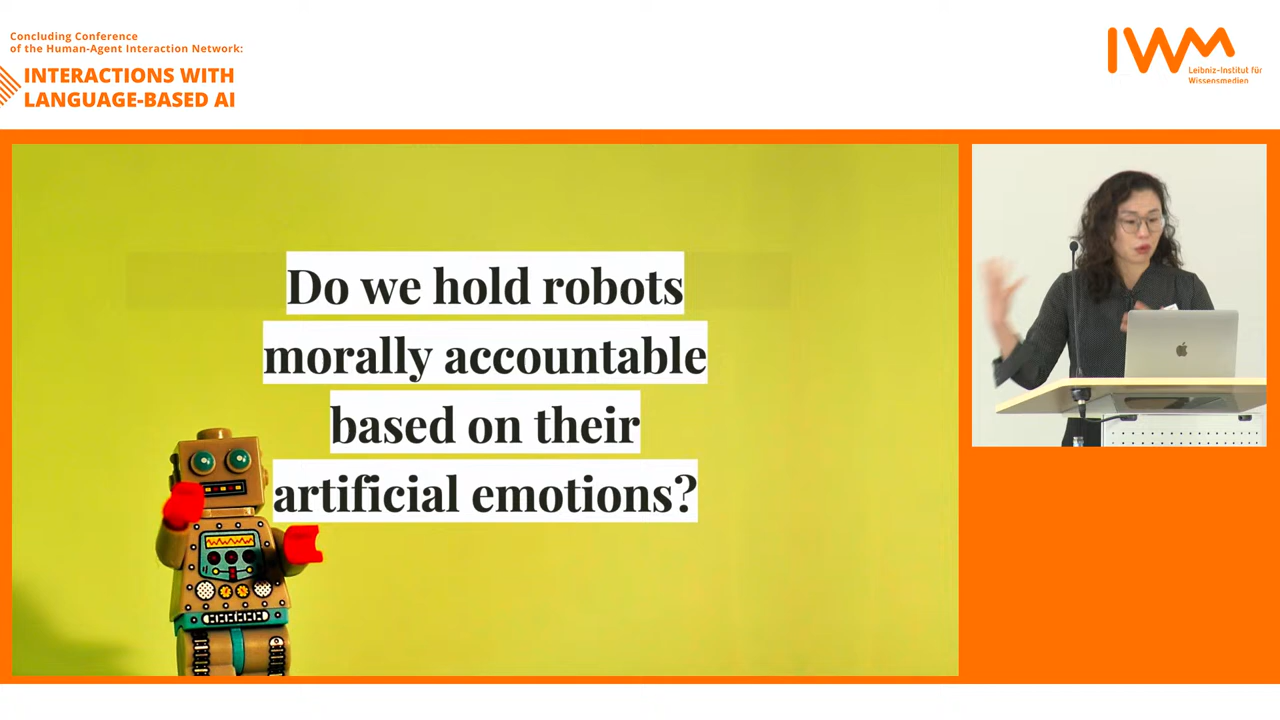 Concluding Conference
of the Human-Agent Interaction Network:
INTERACTIONS WITH
LANGUAGE-BASED AI
IWM
Leibniz-Institut für
Wissensmedien
Do we hold robots
morally accountable
based on their
artificial emotions?